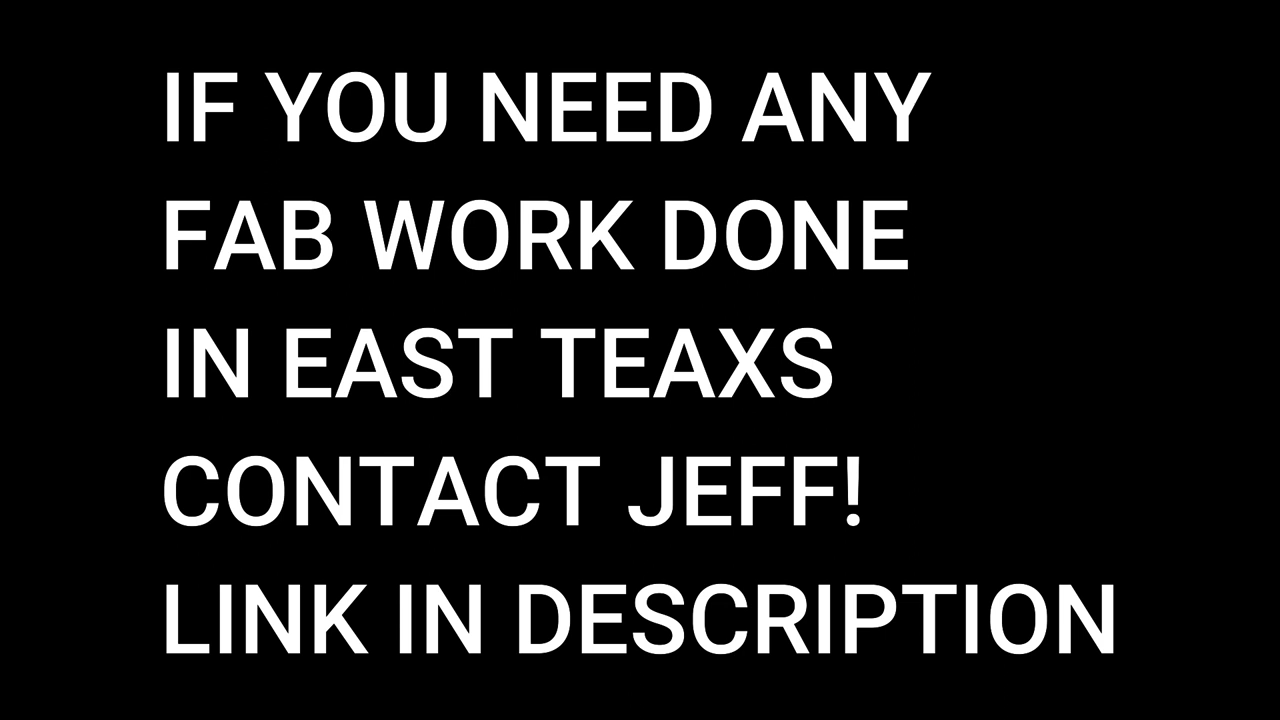 IF YOU NEED ANY
FAB WORK DONE
IN EAST TEAXS
CONTACT JEFF!
LINK IN DESCRIPTION